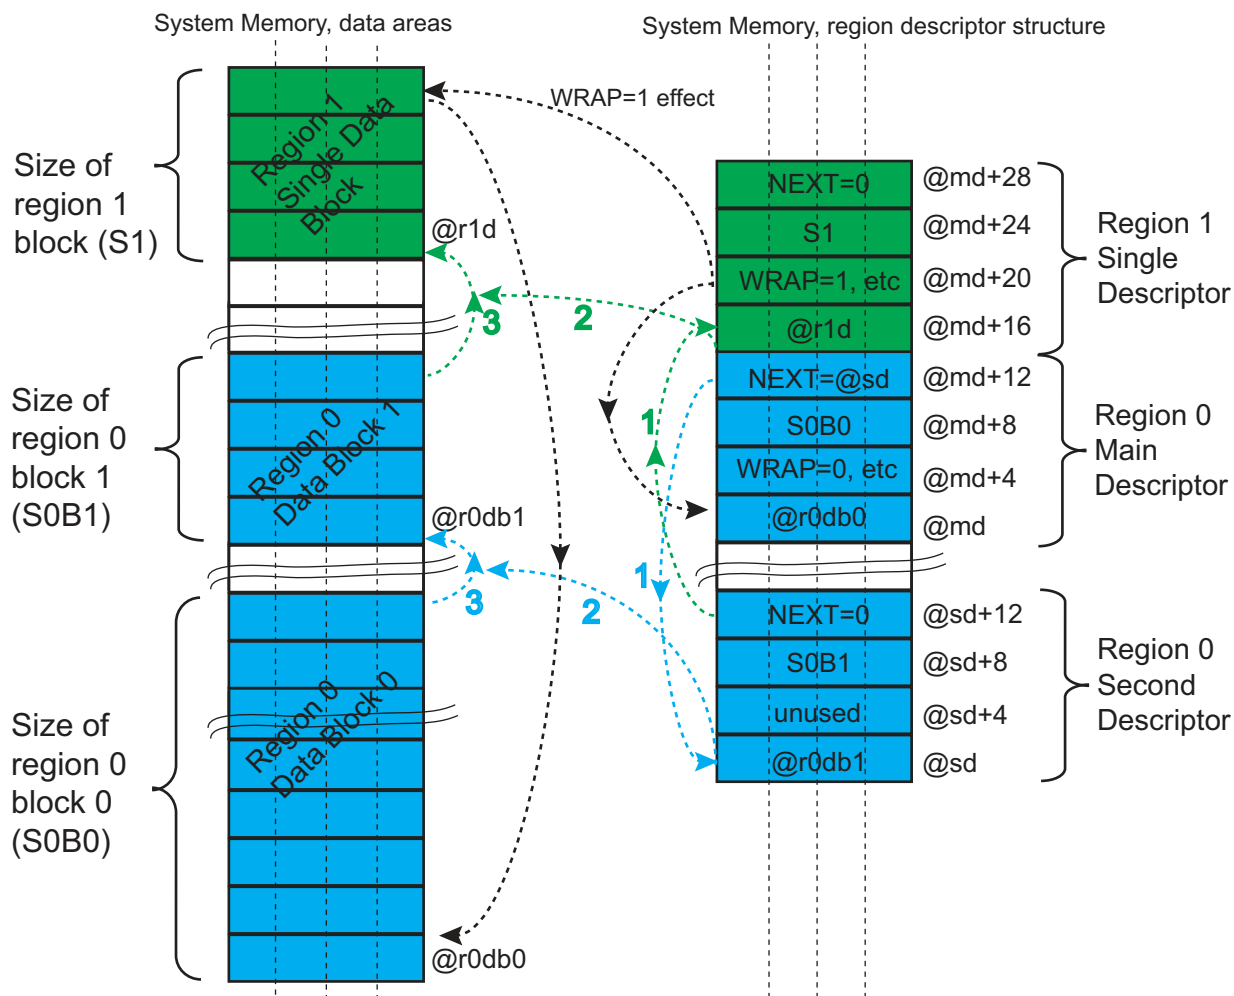 System Memory, data areas
System Memory, region descriptor structure
WRAP=1 effect
Size of
region 1
block (S1)
Region 1
Single Data
Block
@r1d
3
2
Size of
region 0
block 1
(S0B1)
Region 0
Data Block 1
@r0db1
3
2
1
1
Size of
region 0
block 0
(S0B0)
Region 0
Data Block 0
@r0db0
NEXT=0
@md+28
S1
@md+24
WRAP=1, etc
@md+20
@r1d
@md+16
Region 1
Single
Descriptor
NEXT=@sd
@md+12
S0B0
@md+8
WRAP=0, etc
@md+4
@r0db0
@md
Region 0
Main
Descriptor
NEXT=0
@sd+12
S0B1
@sd+8
unused
@sd+4
@r0db1
@sd
Region 0
Second
Descriptor